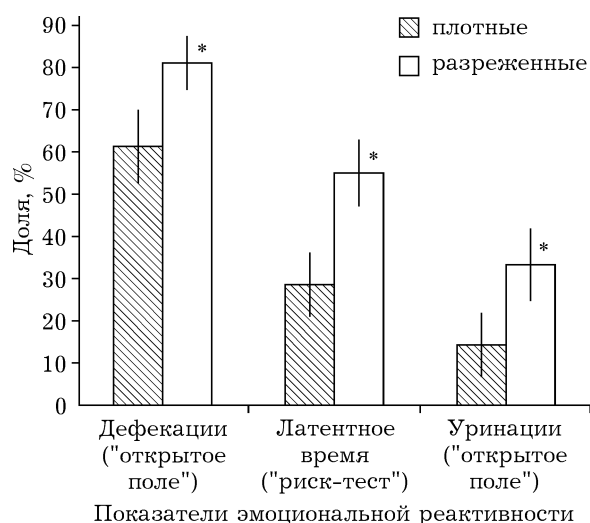 90
80
70
60
50
40
30
20
10
0
Доля, %
плотные
разреженные
*
*
*
Дефекации
("открытое
поле")
Латентное
время
("риск-тест")
Уринации
("открытое
поле")
Показатели эмоциональной реактивности